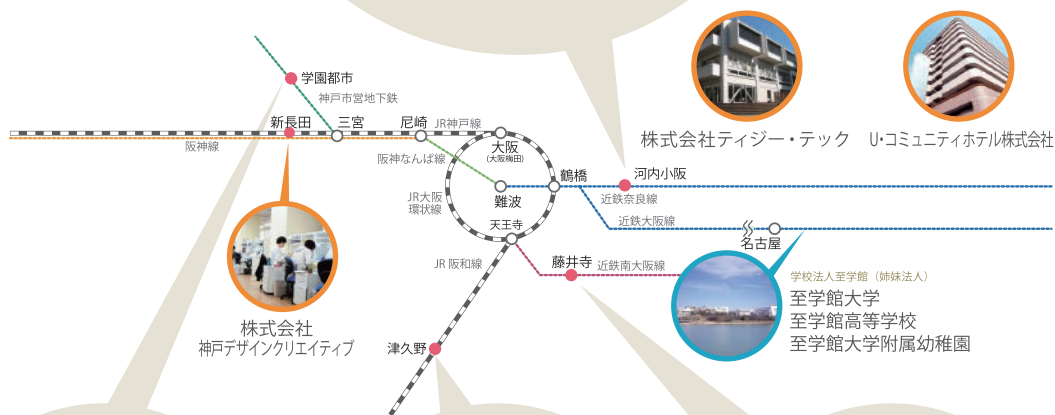 株式会社ティジー・テック
U・コミュニティホテル株式会社
学園都市
神戸市営地下鉄
新長田
三宮
尼崎
JR神戸線
阪神線
大阪
(大阪梅田)
阪神なんば線
鶴橋
河内小阪
近鉄奈良線
JR大阪
環状線
難波
近鉄大阪線
天王寺
名古屋
JR阪和線
藤井寺
近鉄南大阪線
学校法人至学館（姉妹法人）
至学館大学
至学館高等学校
至学館大学附属幼稚園
株式会社
神戸デザインクリエイティブ
津久野